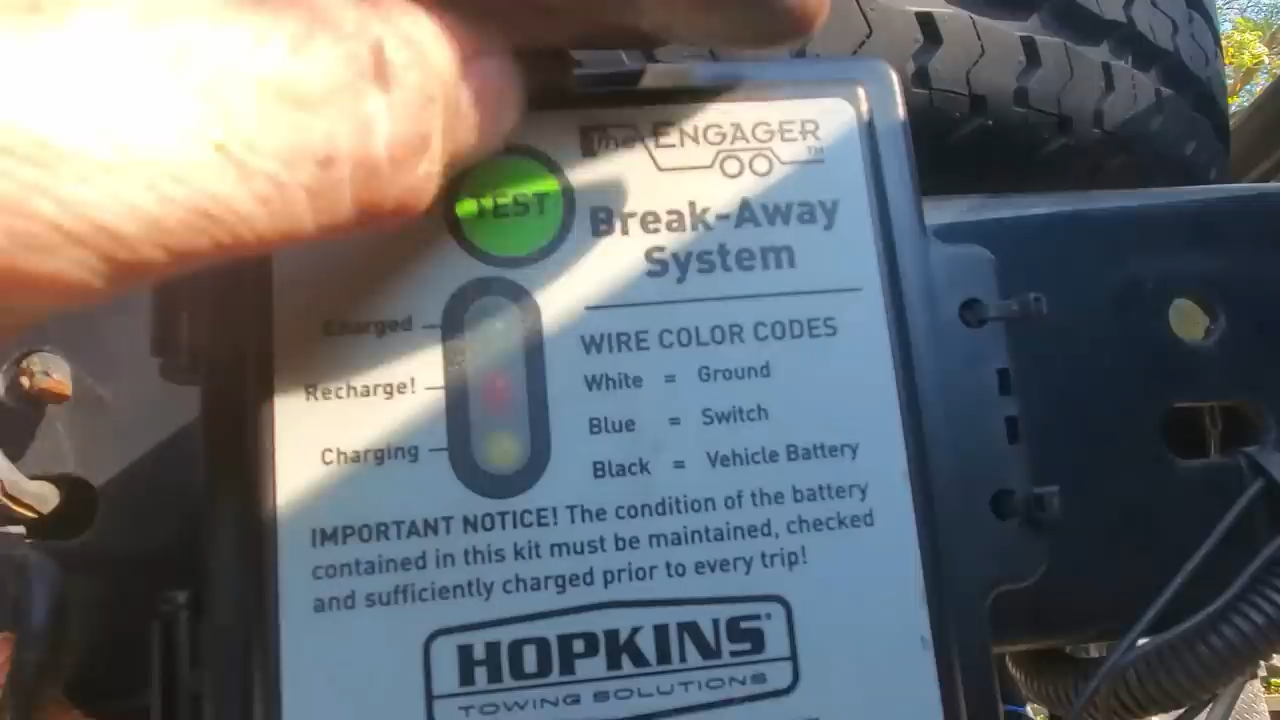 The ENGAGER™
TEST
Break-Away
System
Charged
Recharge!
Charging
WIRE COLOR CODES
White = Ground
Blue = Switch
Black = Vehicle Battery
IMPORTANT NOTICE! The condition of the battery
contained in this kit must be maintained, checked
and sufficiently charged prior to every trip!
HOPKINS®
TOWING SOLUTIONS